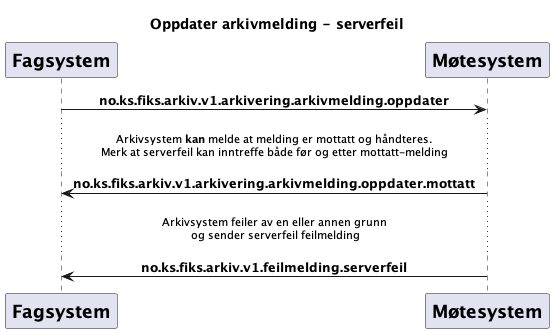 Oppdater arkivmelding - serverfeil
Fagsystem
Møtesystem
no.ks.fiks.arkiv.v1.arkivering.arkivmelding.oppdater
Arkivsystem kan melde at melding er mottatt og håndteres.
Merk at serverfeil kan inntreffe både før og etter mottatt-melding
no.ks.fiks.arkiv.v1.arkivering.arkivmelding.oppdater.mottatt
Arkivsystem feiler av en eller annen grunn
og sender serverfeil feilmelding
no.ks.fiks.arkiv.v1.feilmelding.serverfeil
Fagsystem
Møtesystem